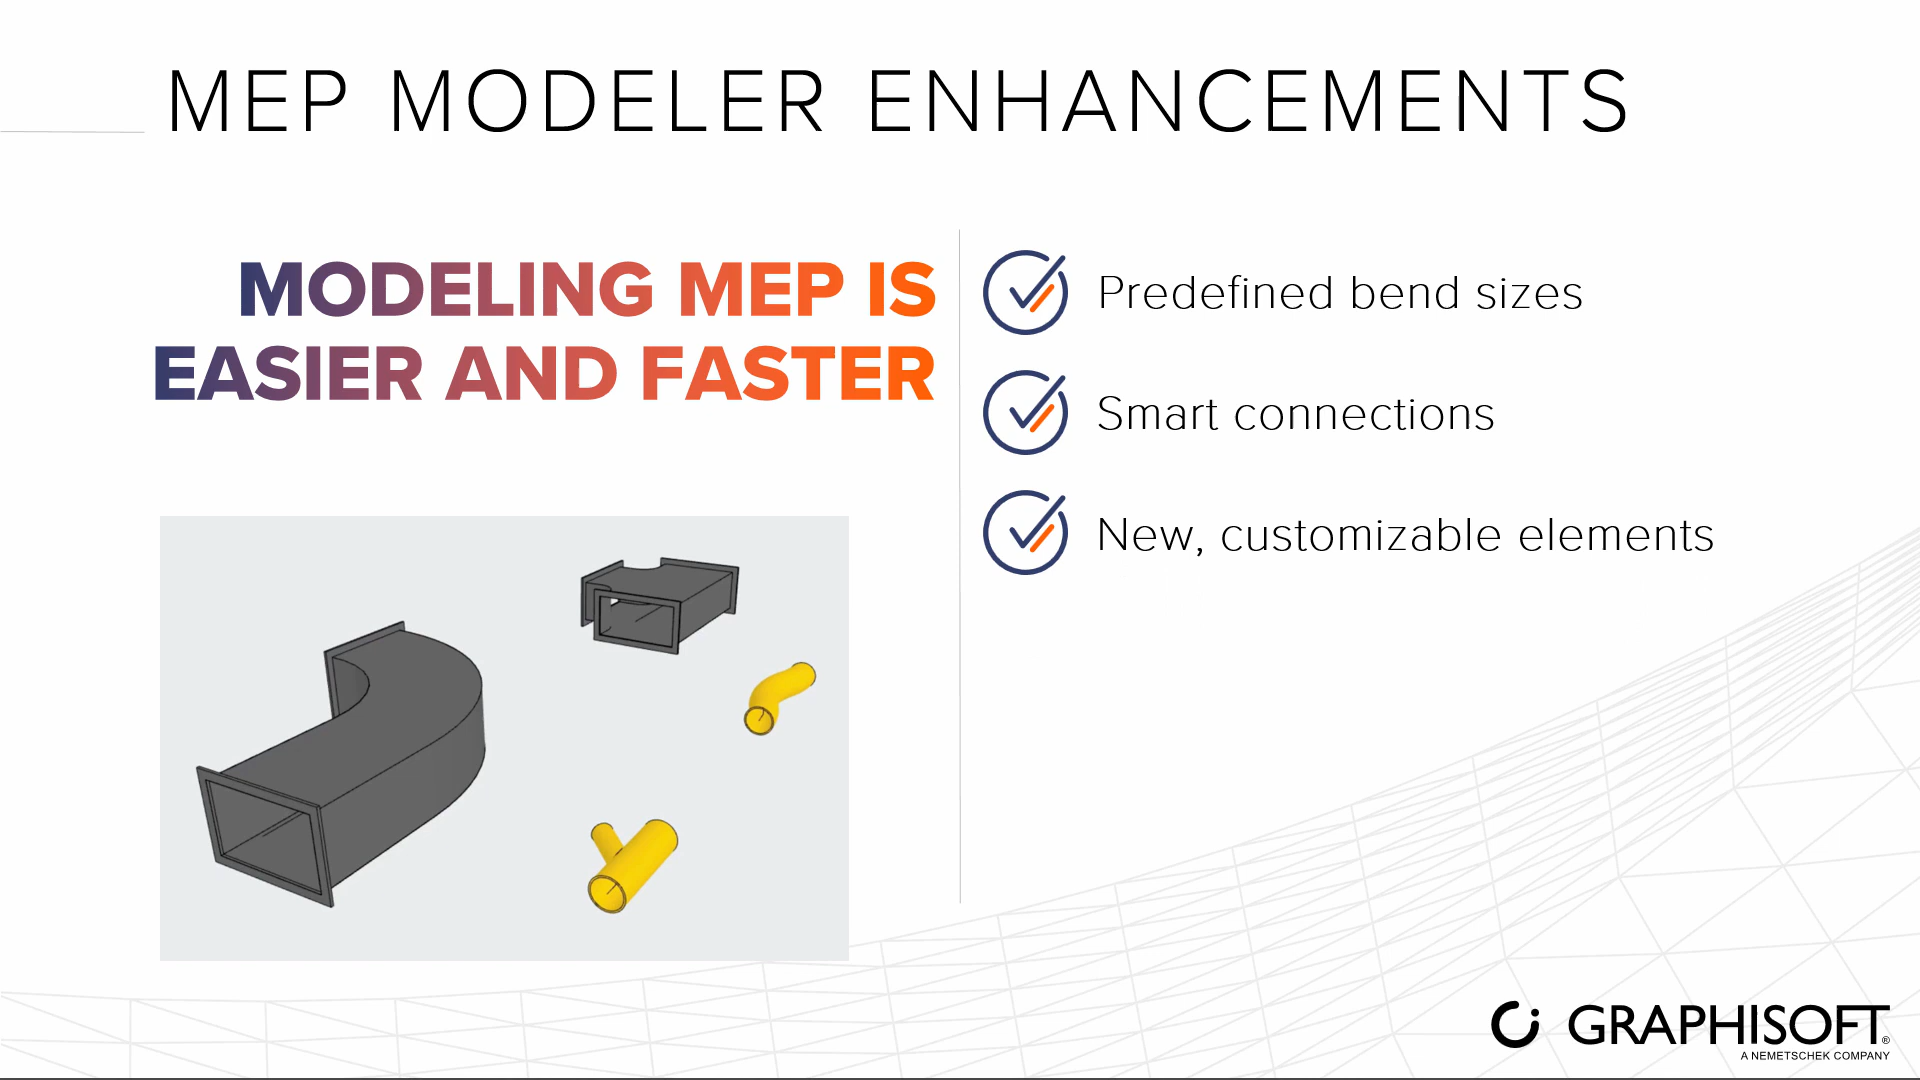 MEP MODELER ENHANCEMENTS
MODELING MEP IS
EASIER AND FASTER
Predefined bend sizes
Smart connections
New, customizable elements
GRAPHISOFT®
A NEMETSCHEK COMPANY